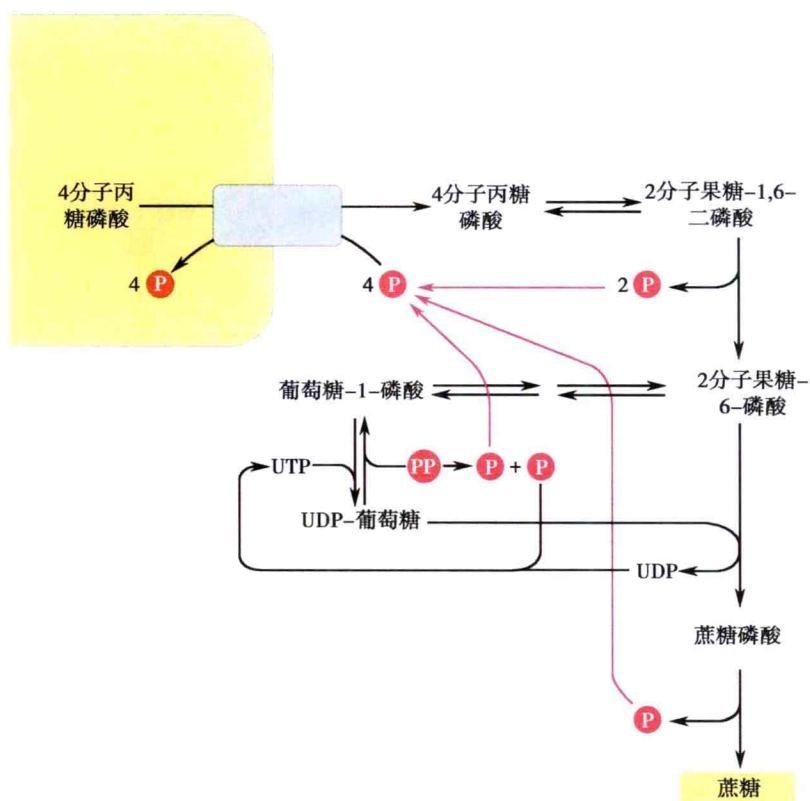 4分子丙
糖磷酸
4分子丙糖
磷酸
2分子果糖-1,6-
二磷酸
4 P
4 P
2 P
葡萄糖-1-磷酸
2分子果糖-
6-磷酸
UTP
PP
P + P
UDP-葡萄糖
UDP
蔗糖磷酸
P
蔗糖